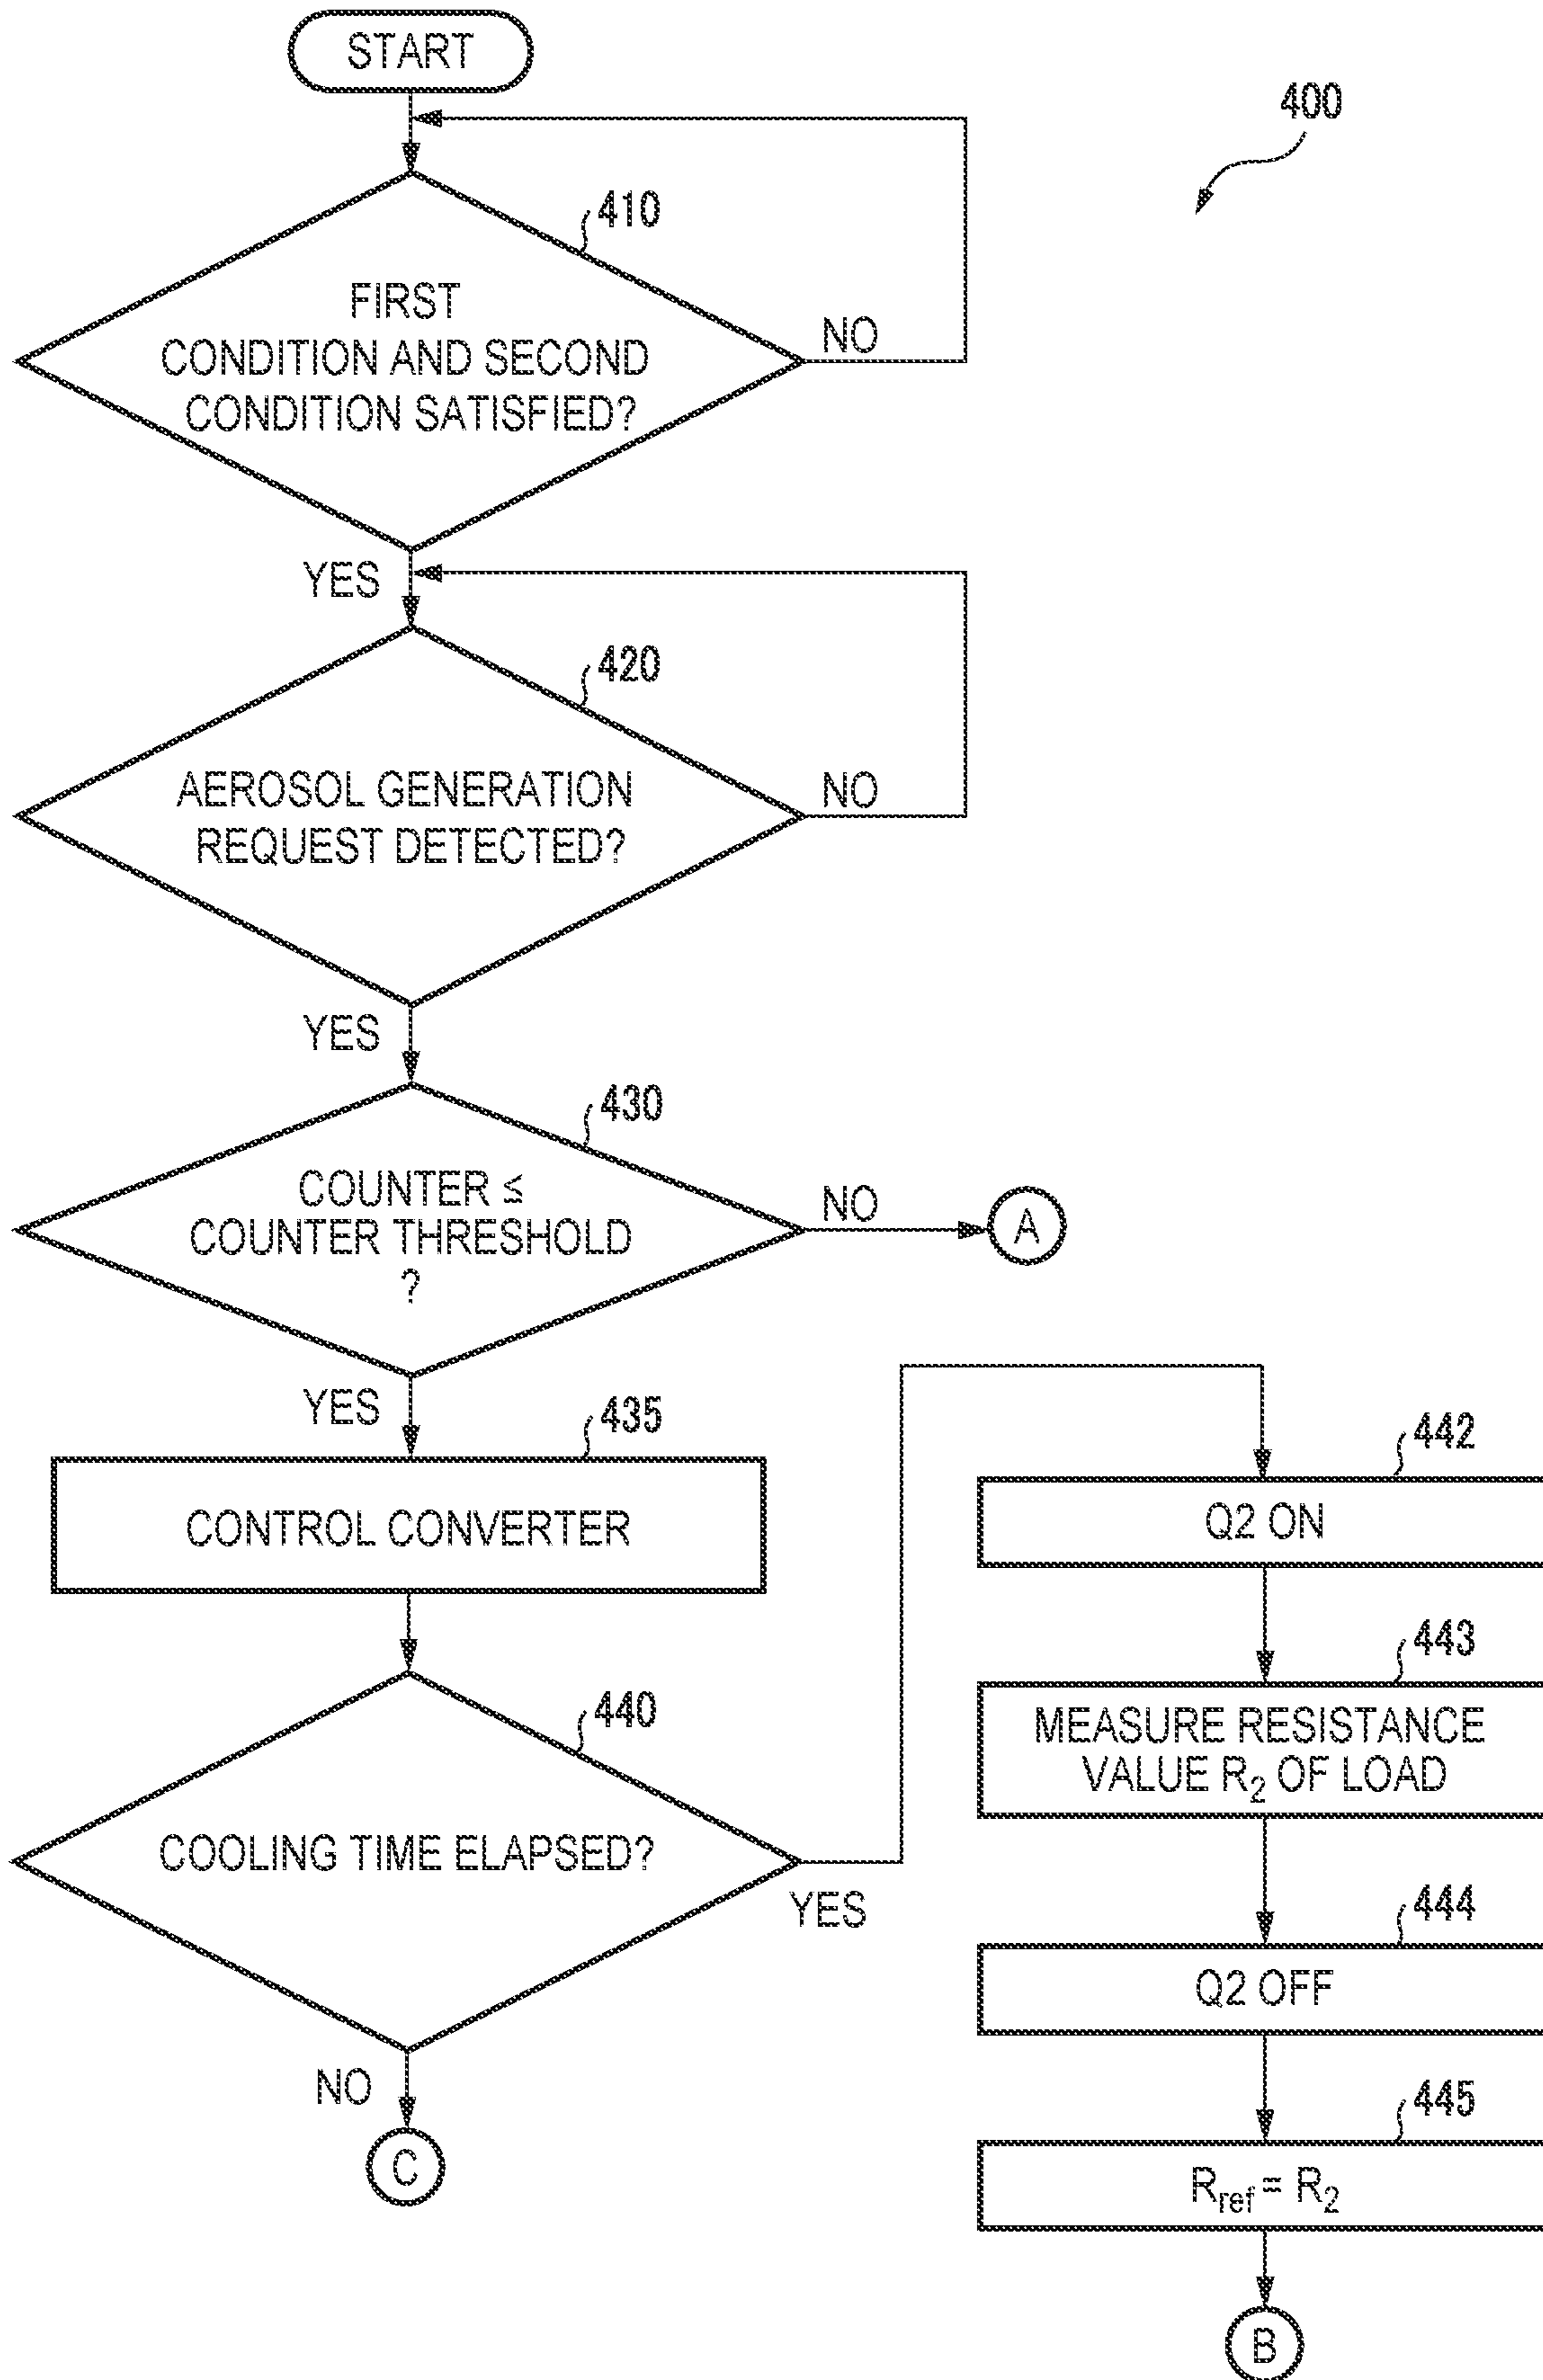 START
400
410
FIRST
CONDITION AND SECOND
CONDITION SATISFIED?
NO
YES
420
AEROSOL GENERATION
REQUEST DETECTED?
NO
YES
430
COUNTER ≤
COUNTER THRESHOLD
?
NO
A
YES
435
CONTROL CONVERTER
440
COOLING TIME ELAPSED?
YES
NO
C
442
Q2 ON
443
MEASURE RESISTANCE
VALUE R₂ OF LOAD
444
Q2 OFF
445
R_ref = R₂
B